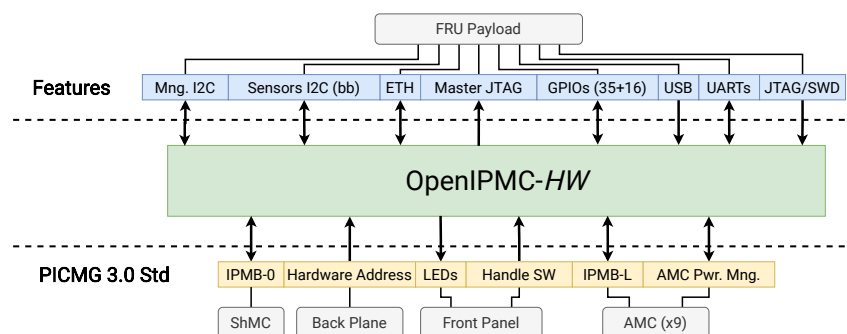 FRU Payload
Features
Mng. I2C
Sensors I2C (bb)
ETH
Master JTAG
GPIOs (35+16)
USB
UARTs
JTAG/SWD
OpenIPMC-HW
PICMG 3.0 Std
IPMB-0
Hardware Address
LEDs
Handle SW
IPMB-L
AMC Pwr. Mng.
ShMC
Back Plane
Front Panel
AMC (x9)